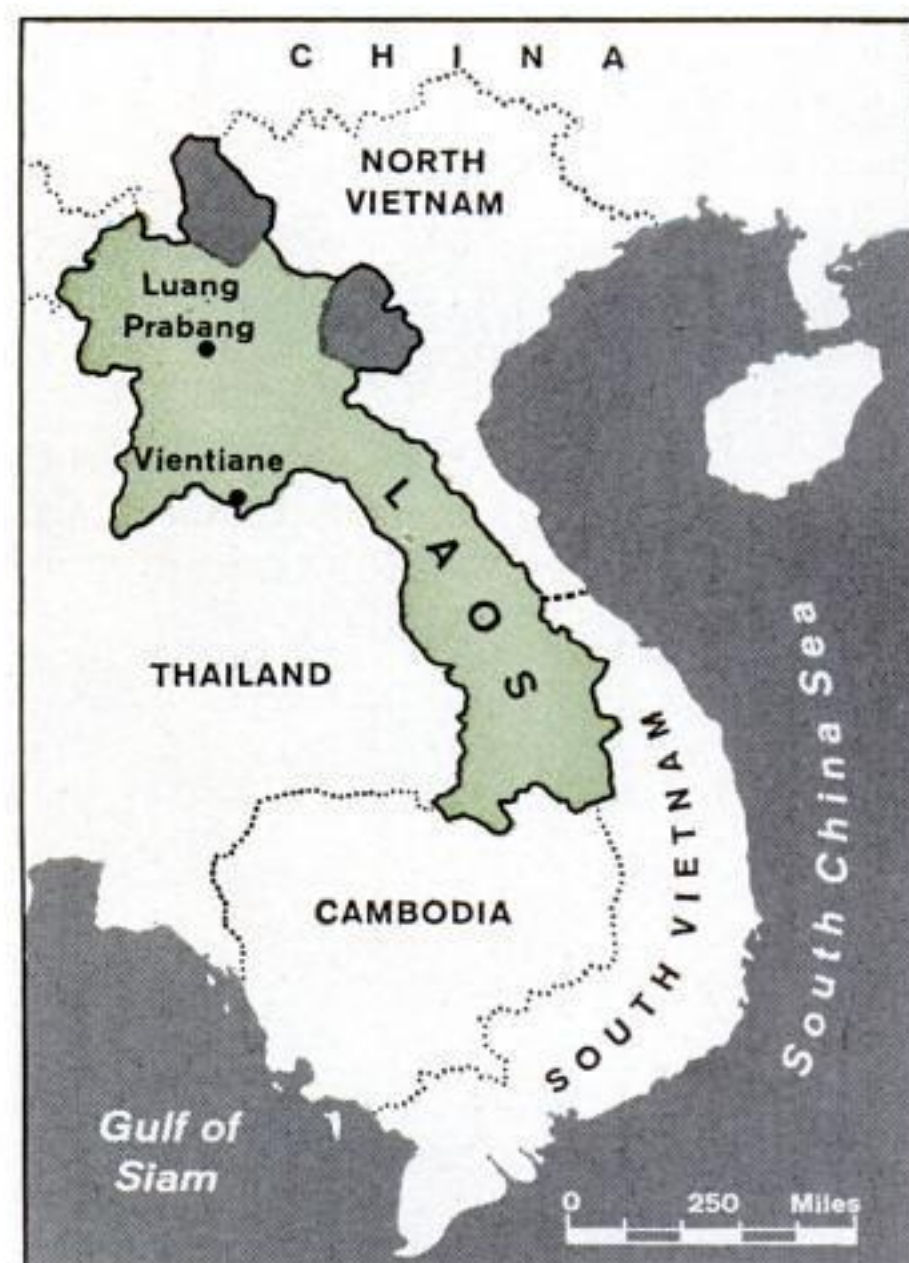 CHINA
NORTH
VIETNAM
Luang
Prabang
Vientiane
LAOS
THAILAND
SOUTH VIETNAM
South China Sea
CAMBODIA
Gulf of
Siam
0 250 Miles